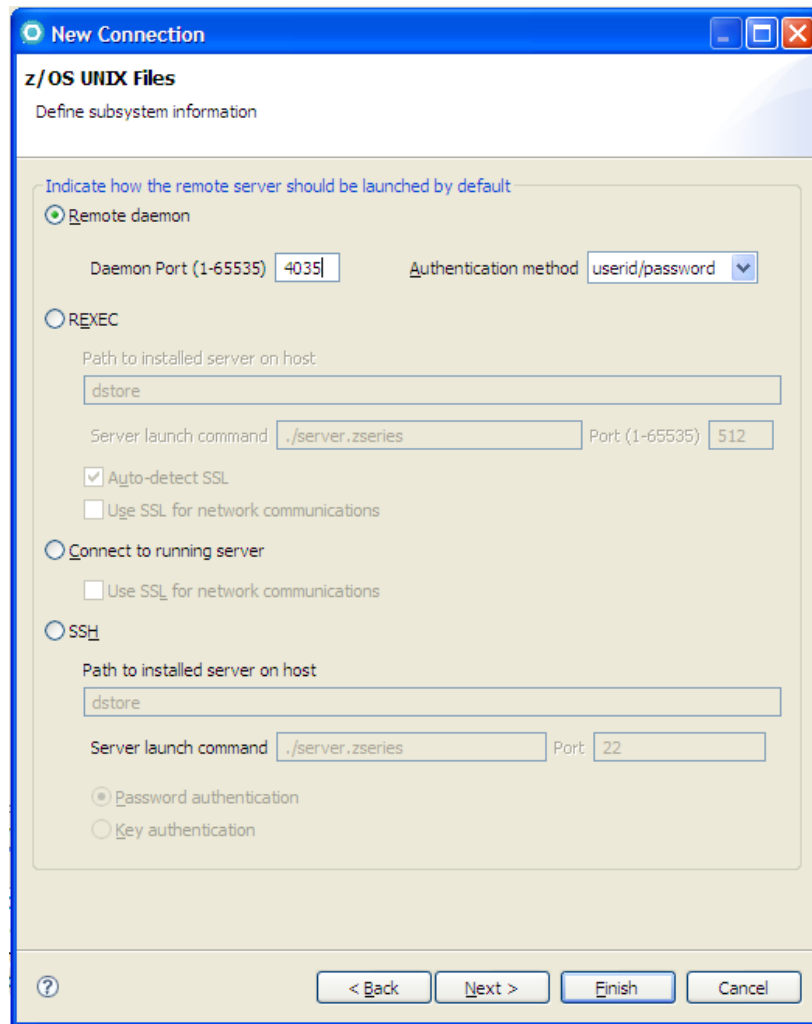 New Connection
z/OS UNIX Files
Define subsystem information
Indicate how the remote server should be launched by default
Remote daemon
Daemon Port (1-65535) 4035 Authentication method userid/password
REXEC
Path to installed server on host
dstore
Server launch command ./server.zseries Port (1-65535) 512
Auto-detect SSL
Use SSL for network communications
Connect to running server
Use SSL for network communications
SSH
Path to installed server on host
dstore
Server launch command ./server.zseries Port 22
Password authentication
Key authentication
? < Back Next > Finish Cancel